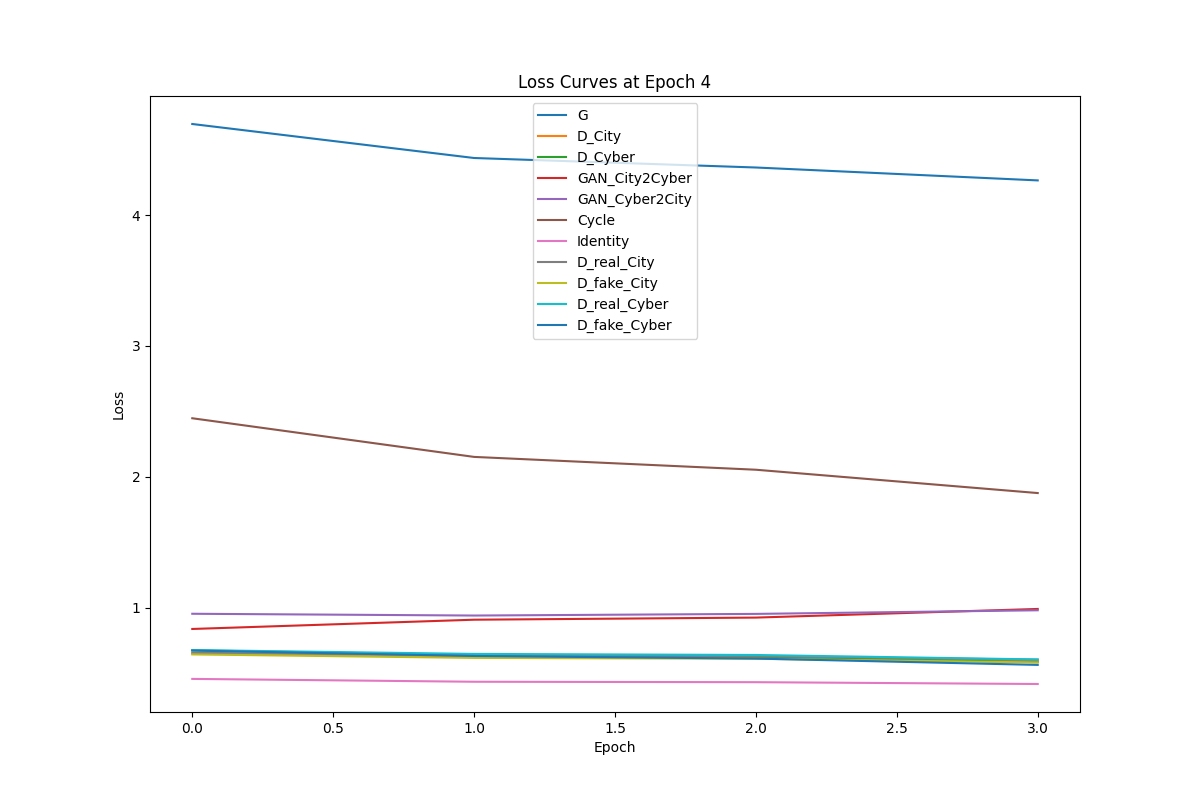 Loss Curves at Epoch 4
G
D_City
D_Cyber
GAN_City2Cyber
GAN_Cyber2City
Cycle
Identity
D_real_City
D_fake_City
D_real_Cyber
D_fake_Cyber
4
3
2
1
Loss
0.0 0.5 1.0 1.5 2.0 2.5 3.0
Epoch